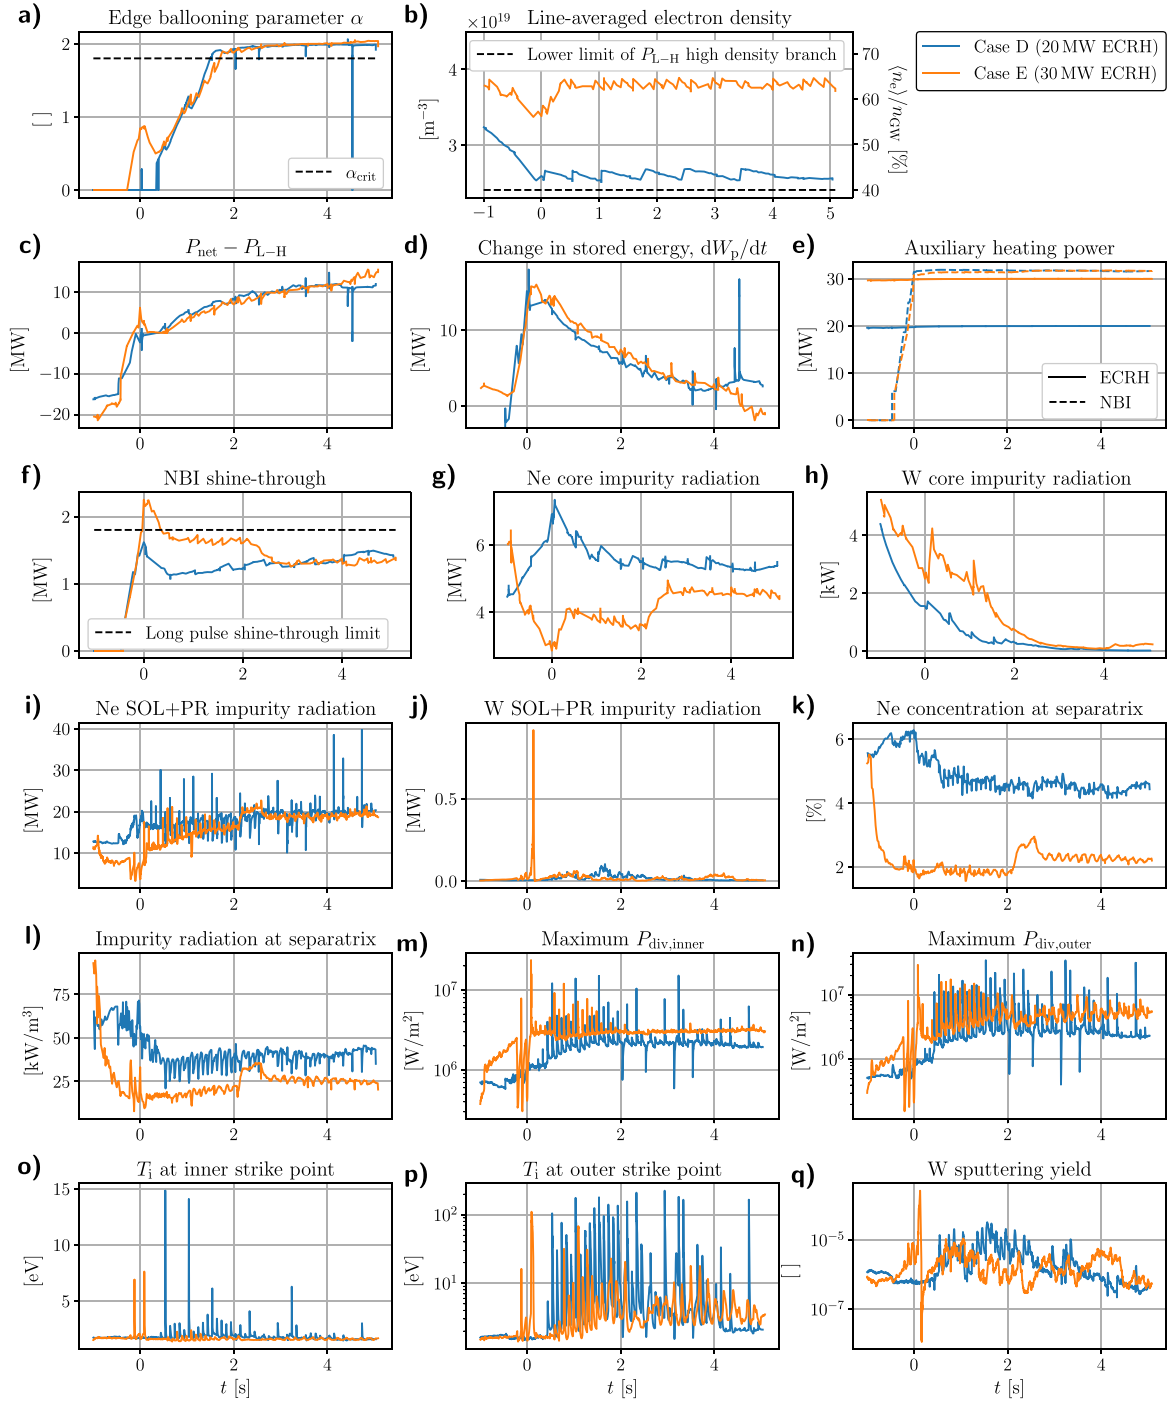 a) Edge ballooning parameter α
2
1
0
[ ]
α_crit
0 2 4
b) ×10^19 Line-averaged electron density
Lower limit of P_L−H high density branch
4
3
[m^−3]
70
60
50
40
⟨n_e⟩/n_GW [%]
−1 0 1 2 3 4 5
Case D (20 MW ECRH)
Case E (30 MW ECRH)
c) P_net − P_L−H
10
0
−10
−20
[MW]
0 2 4
d) Change in stored energy, dW_p/dt
10
0
[MW]
0 2 4
e) Auxiliary heating power
30
20
10
0
[MW]
ECRH
NBI
0 2 4
f) NBI shine-through
2
1
0
[MW]
Long pulse shine-through limit
0 2 4
g) Ne core impurity radiation
6
4
[MW]
0 2 4
h) W core impurity radiation
4
2
0
[kW]
0 2 4
i) Ne SOL+PR impurity radiation
40
30
20
10
[MW]
0 2 4
j) W SOL+PR impurity radiation
0.5
0.0
[MW]
0 2 4
k) Ne concentration at separatrix
6
4
2
[%]
0 2 4
l) Impurity radiation at separatrix
75
50
25
[kW/m³]
0 2 4
m) Maximum P_div,inner
10^7
10^6
[W/m²]
0 2 4
n) Maximum P_div,outer
10^7
10^6
[W/m²]
0 2 4
o) T_i at inner strike point
15
10
5
[eV]
0 2 4
t [s]
p) T_i at outer strike point
10^2
10^1
[eV]
0 2 4
t [s]
q) W sputtering yield
10^−5
10^−7
[ ]
0 2 4
t [s]